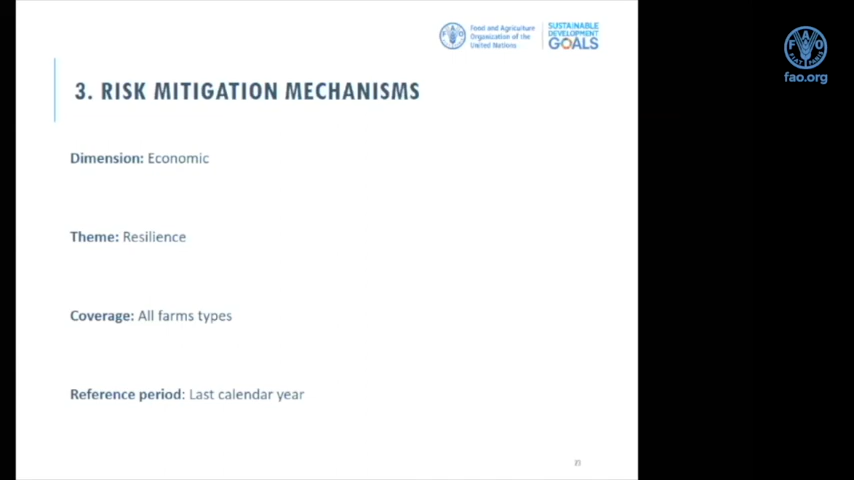 Food and Agriculture
Organization of the
United Nations
SUSTAINABLE
DEVELOPMENT
GOALS
fao.org
3. RISK MITIGATION MECHANISMS
Dimension: Economic
Theme: Resilience
Coverage: All farms types
Reference period: Last calendar year